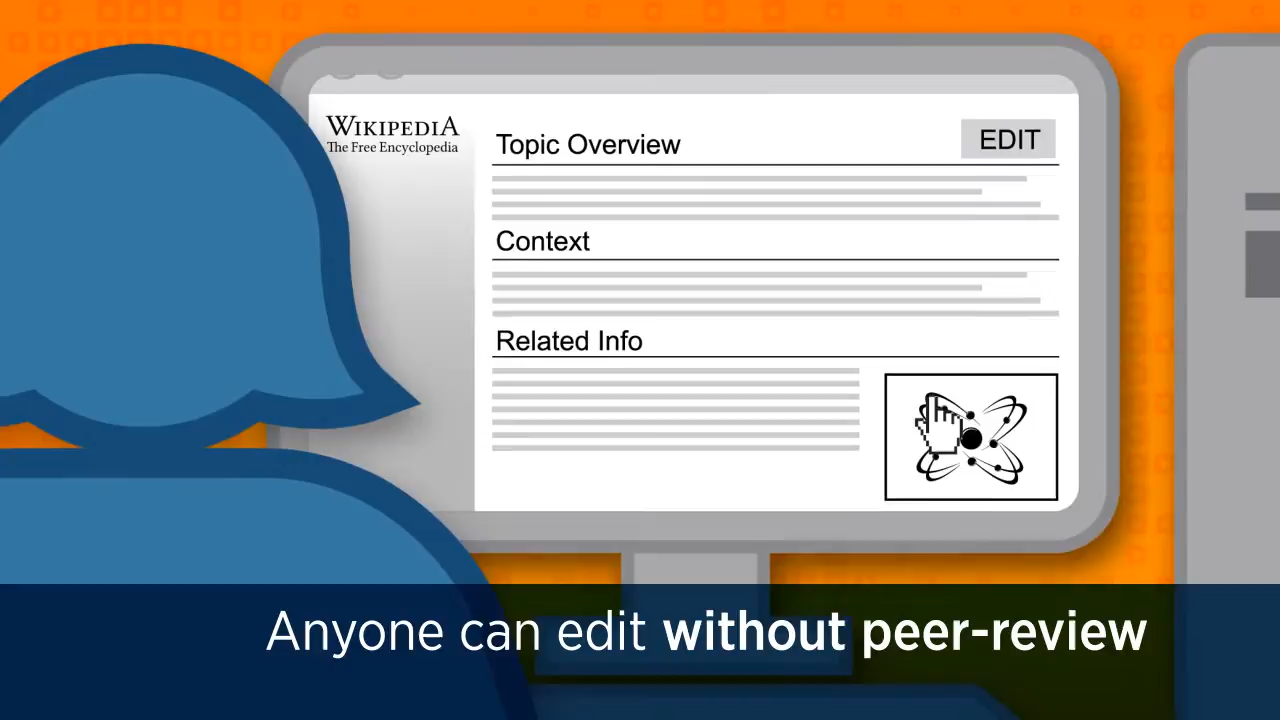 WIKIPEDIA
The Free Encyclopedia
Topic Overview
EDIT
Context
Related Info
Anyone can edit without peer-review